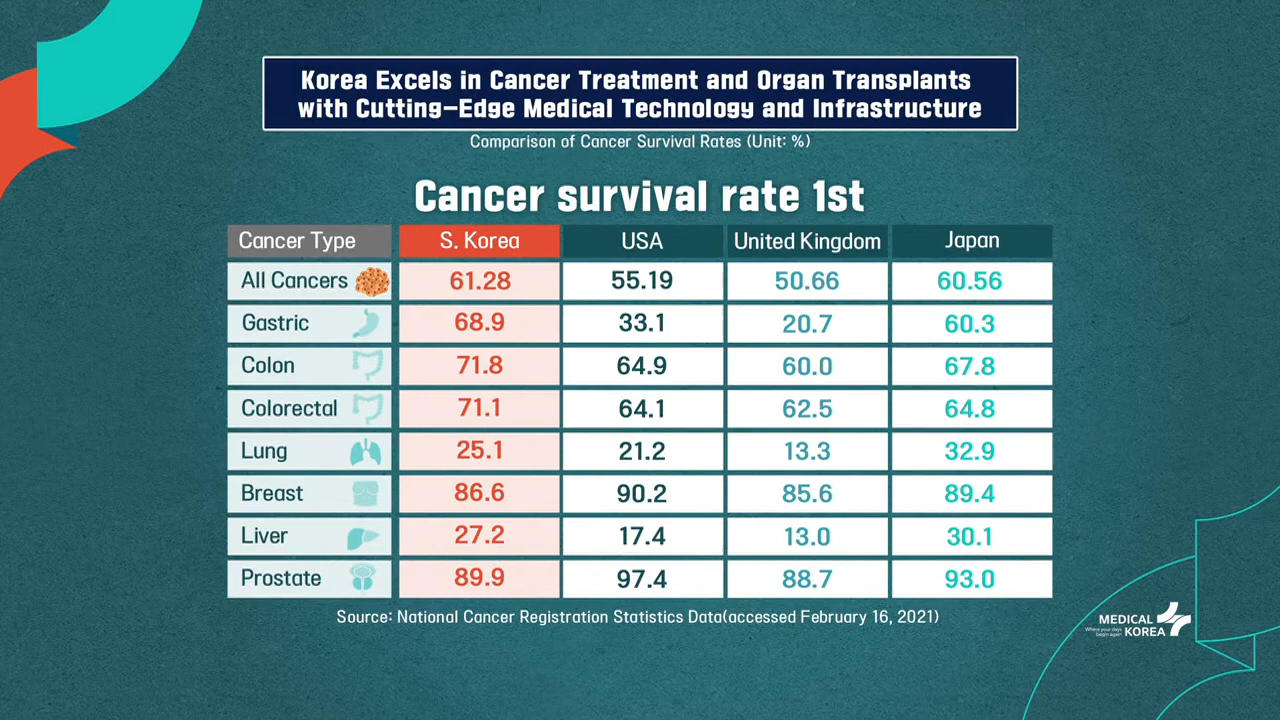 Korea Excels in Cancer Treatment and Organ Transplants
with Cutting-Edge Medical Technology and Infrastructure
Comparison of Cancer Survival Rates (Unit: %)
Cancer survival rate 1st
Cancer Type S. Korea USA United Kingdom Japan
All Cancers 61.28 55.19 50.66 60.56
Gastric 68.9 33.1 20.7 60.3
Colon 71.8 64.9 60.0 67.8
Colorectal 71.1 64.1 62.5 64.8
Lung 25.1 21.2 13.3 32.9
Breast 86.6 90.2 85.6 89.4
Liver 27.2 17.4 13.0 30.1
Prostate 89.9 97.4 88.7 93.0
Source: National Cancer Registration Statistics Data(accessed February 16, 2021)
MEDICAL
KOREA
Where your days
begin again